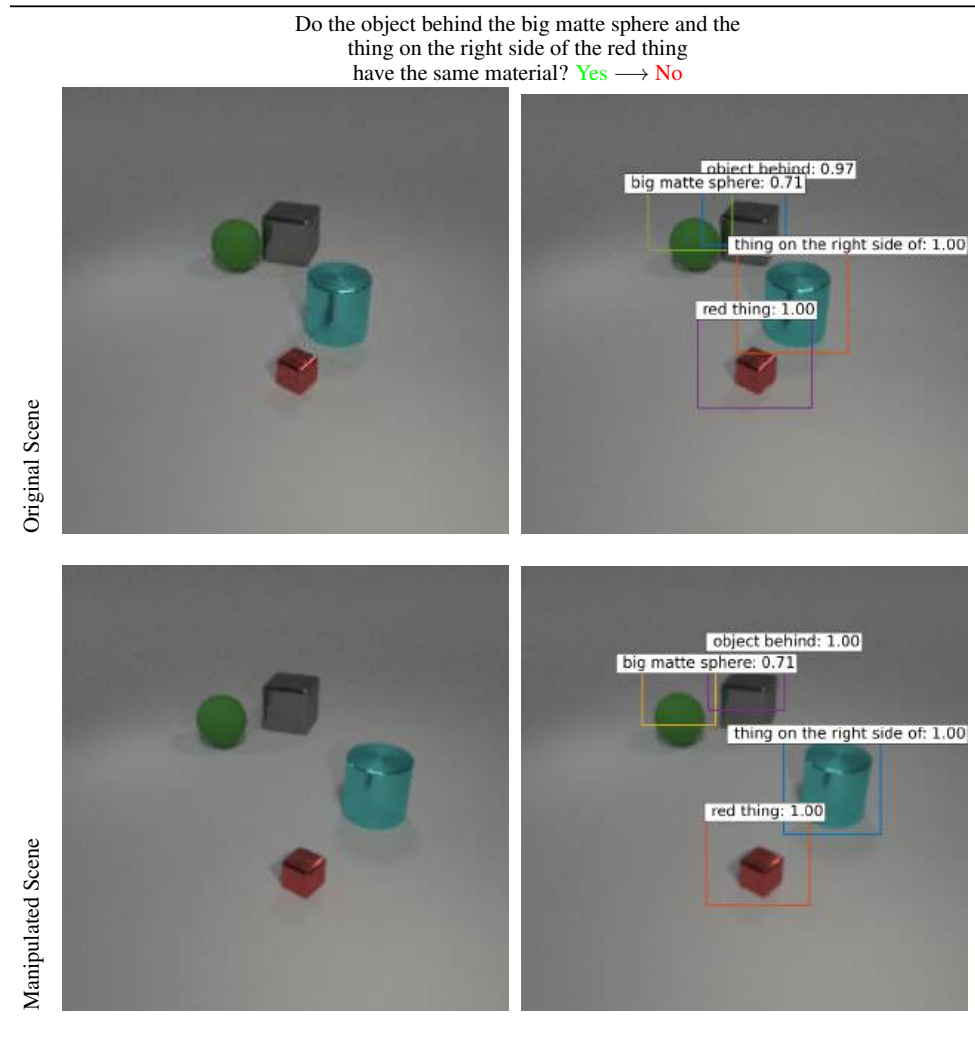 Do the object behind the big matte sphere and the
thing on the right side of the red thing
have the same material? Yes ⟶ No
Original Scene
object behind: 0.97
big matte sphere: 0.71
thing on the right side of: 1.00
red thing: 1.00
Manipulated Scene
object behind: 1.00
big matte sphere: 0.71
thing on the right side of: 1.00
red thing: 1.00